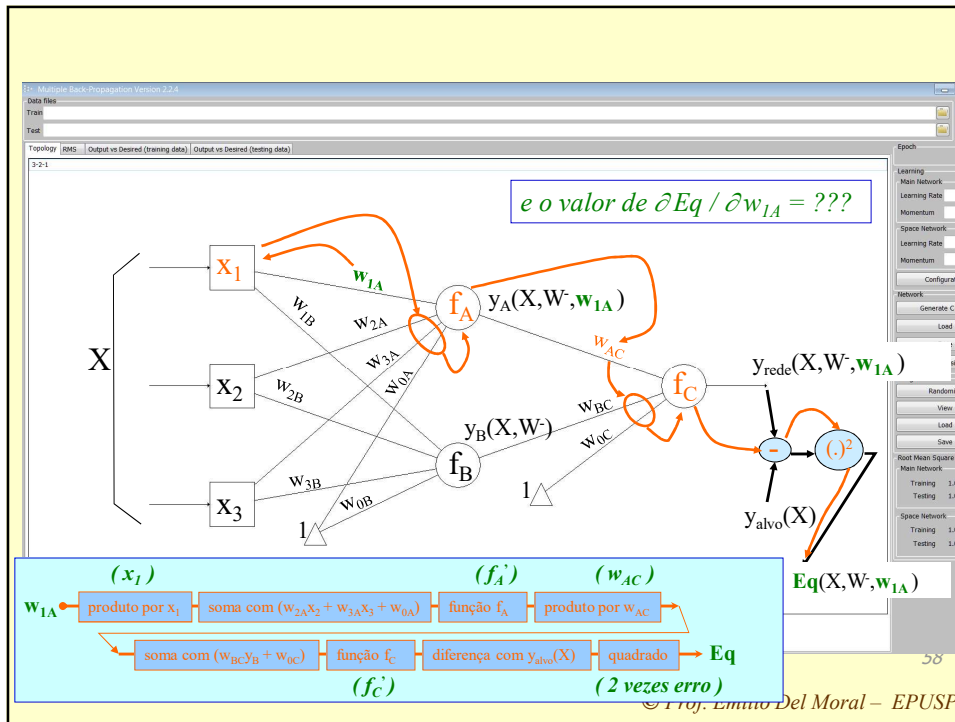 Multiple Back-Propagation Version 2.2.4
Data files
Train
Test
Topology RMS Output vs Desired (training data) Output vs Desired (testing data)
3-2-1
Epoch
Learning
Main Network
Learning Rate
Momentum
Space Network
Learning Rate
Momentum
Network
Generate C
Load
Randomi
View
Load
Save
Root Mean Square
Main Network
Training 1.
Testing 1.
Space Network
Training 1.
Testing 1.
e o valor de ∂Eq / ∂w1A = ???
X
x1
x2
x3
w1A
w1B
w2A
w3A
w0A
w2B
w3B
w0B
1
fA
yA(X,W-,w1A)
fB
yB(X,W-)
wAC
wBC
w0C
1
fC
yrede(X,W-,w1A)
-
(.)²
yalvo(X)
Eq(X,W-,w1A)
( x1 ) ( fA' ) ( wAC )
w1A produto por x1 soma com (w2Ax2 + w3Ax3 + w0A) função fA produto por wAC
soma com (wBCyB + w0C) função fC diferença com yalvo(X) quadrado Eq
( fC' ) ( 2 vezes erro )
58
© Prof. Emilio Del Moral – EPUSP